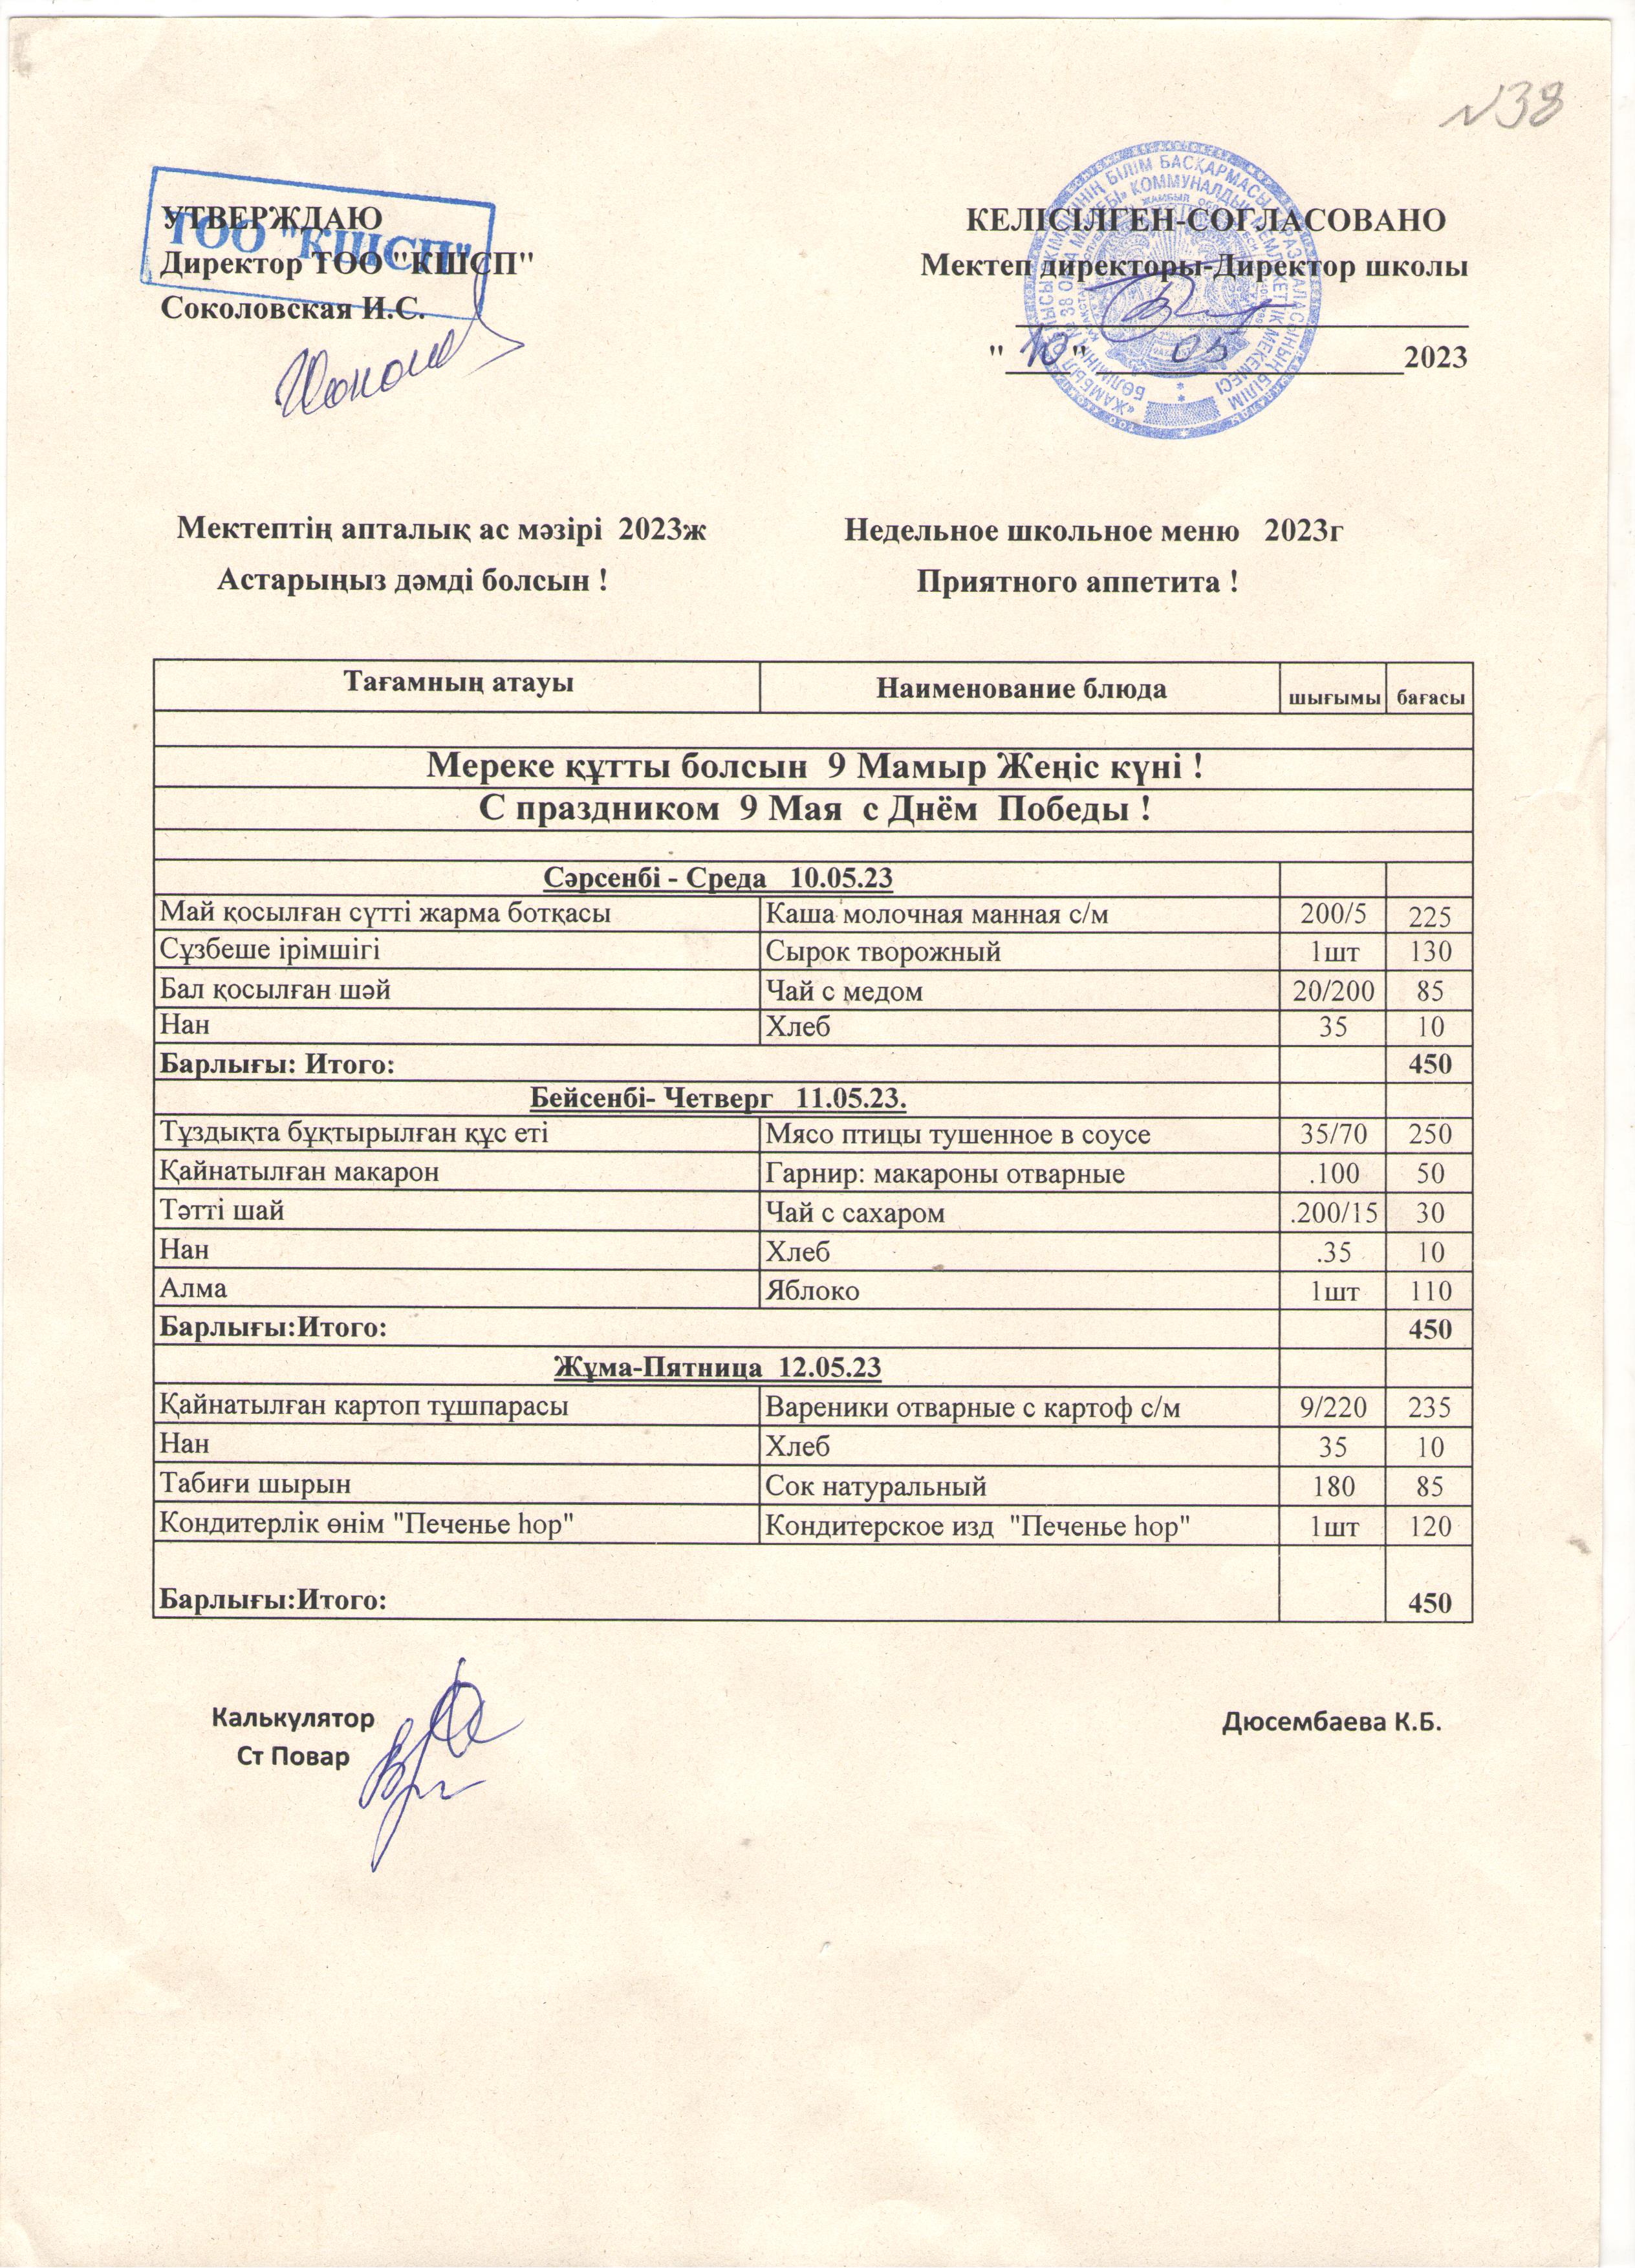 №38
ТОО "КШСП"
УТВЕРЖДАЮ
Директор ТОО "КШСП"
Соколовская И.С.
КЕЛІСІЛГЕН-СОГЛАСОВАНО
Мектеп директоры-Директор школы
"10" 05 2023
Мектептің апталық ас мәзірі 2023ж
Астарыңыз дәмді болсын !
Недельное школьное меню 2023г
Приятного аппетита !
Тағамның атауы Наименование блюда шығымы бағасы
Мереке құтты болсын 9 Мамыр Жеңіс күні !
С праздником 9 Мая с Днём Победы !
Сәрсенбі - Среда 10.05.23
Май қосылған сүтті жарма ботқасы Каша молочная манная с/м 200/5 225
Сұзбеше ірімшігі Сырок творожный 1шт 130
Бал қосылған шәй Чай с медом 20/200 85
Нан Хлеб 35 10
Барлығы: Итого: 450
Бейсенбі- Четверг 11.05.23.
Тұздықта бұқтырылған құс еті Мясо птицы тушенное в соусе 35/70 250
Қайнатылған макарон Гарнир: макароны отварные .100 50
Тәтті шай Чай с сахаром .200/15 30
Нан Хлеб .35 10
Алма Яблоко 1шт 110
Барлығы:Итого: 450
Жұма-Пятница 12.05.23
Қайнатылған картоп тұшпарасы Вареники отварные с картоф с/м 9/220 235
Нан Хлеб 35 10
Табиғи шырын Сок натуральный 180 85
Кондитерлік өнім "Печенье hop" Кондитерское изд "Печенье hop" 1шт 120
Барлығы:Итого: 450
Калькулятор
Ст Повар
Дюсембаева К.Б.